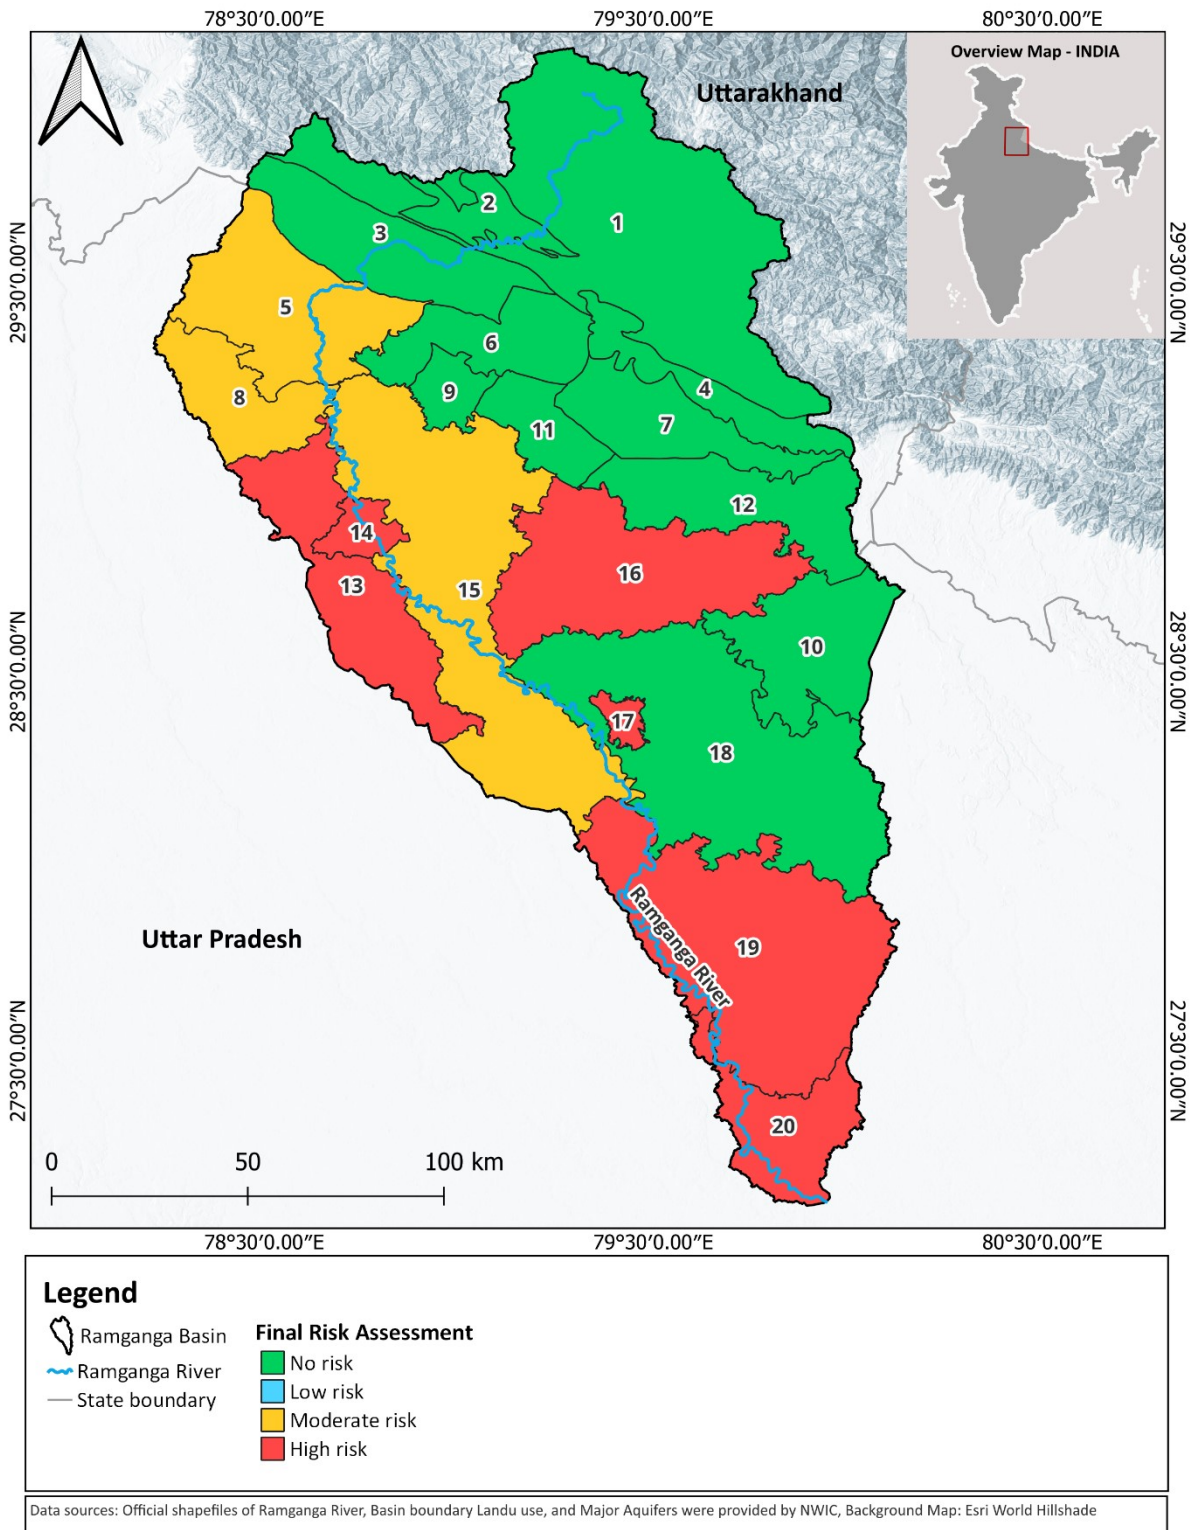 78°30′0.00″E 79°30′0.00″E 80°30′0.00″E
Overview Map - INDIA
Uttarakhand
29°30′0.00″N
29°30′0.00″N
2
1
3
5
6
4
9
8
7
11
12
14
16
13
15
10
28°30′0.00″N
28°30′0.00″N
17
18
Ramganga River
Uttar Pradesh
19
27°30′0.00″N
27°30′0.00″N
20
0 50 100 km
78°30′0.00″E 79°30′0.00″E 80°30′0.00″E
Legend
Ramganga Basin
Ramganga River
State boundary
Final Risk Assessment
No risk
Low risk
Moderate risk
High risk
Data sources: Official shapefiles of Ramganga River, Basin boundary Landu use, and Major Aquifers were provided by NWIC, Background Map: Esri World Hillshade